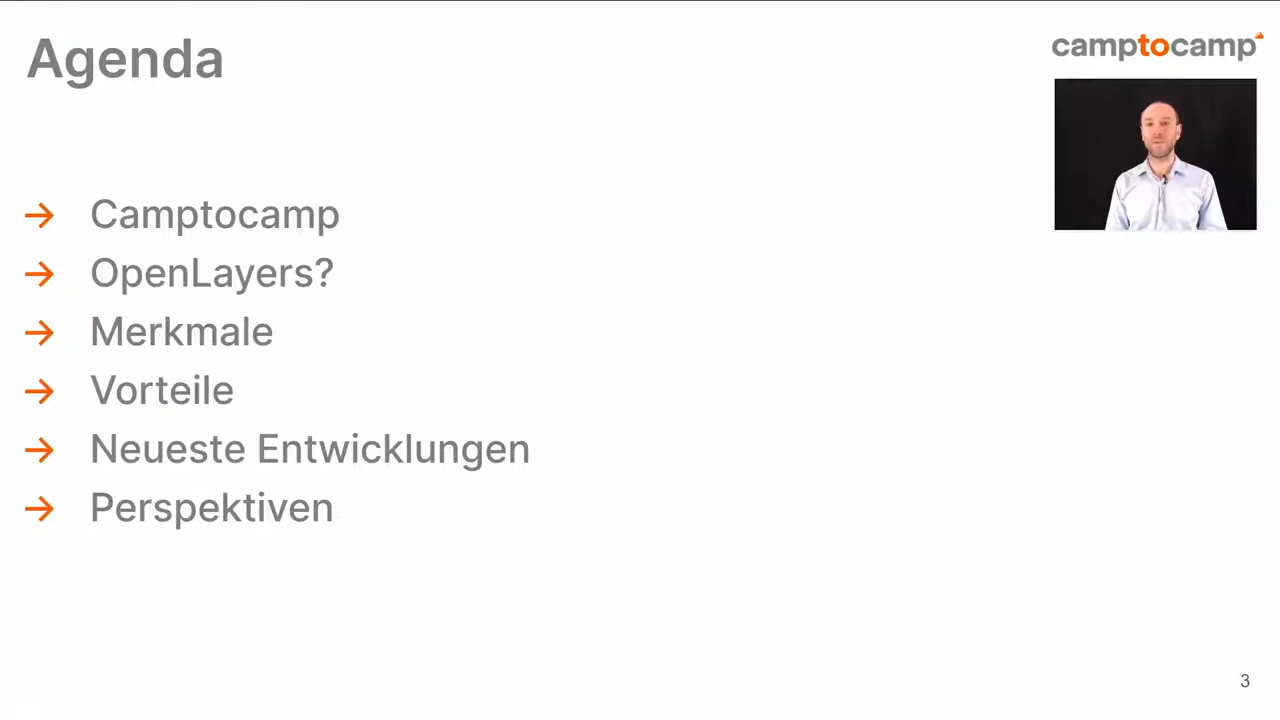 Agenda
camptocamp
→ Camptocamp
→ OpenLayers?
→ Merkmale
→ Vorteile
→ Neueste Entwicklungen
→ Perspektiven
3